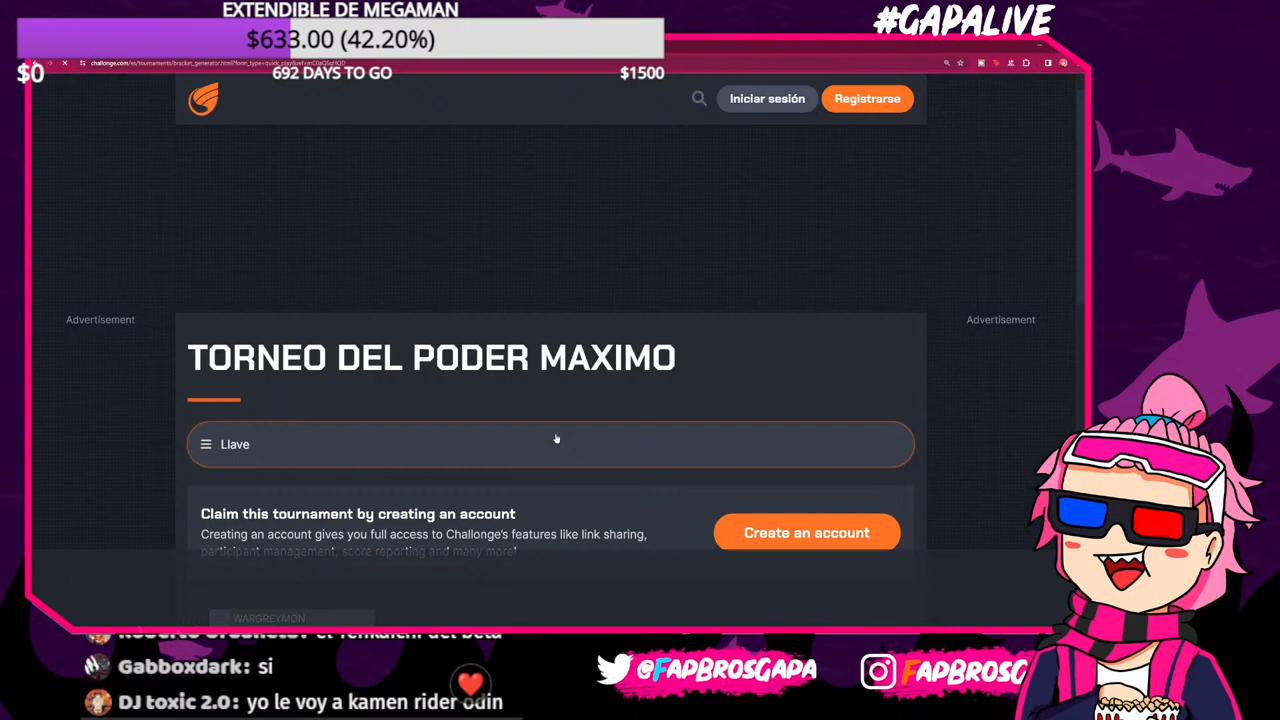 EXTENDIBLE DE MEGAMAN
$633.00 (42.20%)
$0
692 DAYS TO GO
$1500
#GAPALIVE
Iniciar sesión
Registrarse
Advertisement
Advertisement
TORNEO DEL PODER MAXIMO
Llave
Claim this tournament by creating an account
Creating an account gives you full access to Challonge's features like link sharing,
participant management, score reporting and many more!
Create an account
WARGREYMON
Gabboxdark: si
DJ toxic 2.0: yo le voy a kamen rider odin
@FAPBROSGAPA
FAPBROSG